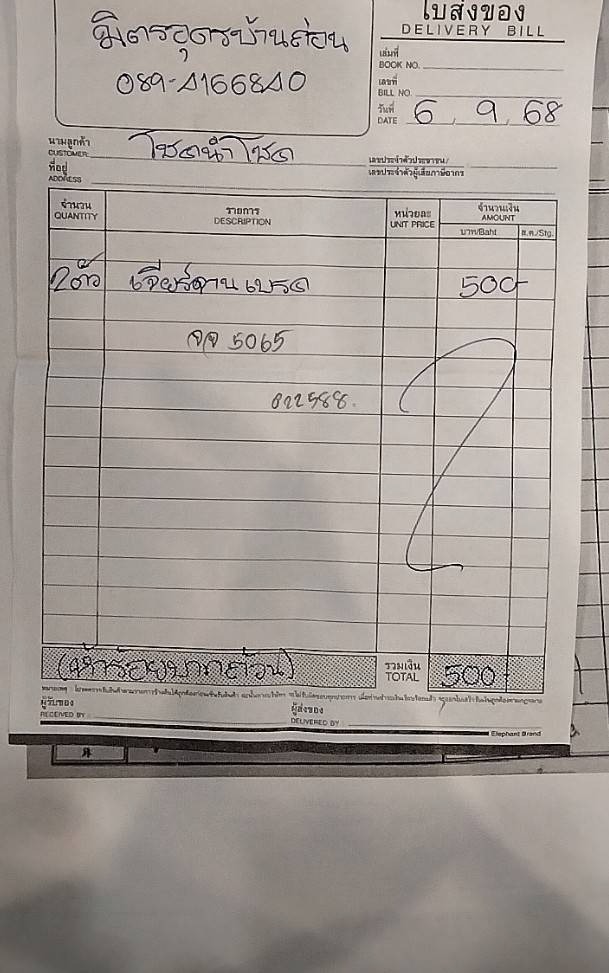 ใบส่งของ
DELIVERY BILL
มิตรอุดรบ้านถ่อน
089-4166840
เล่มที่
BOOK NO.
เลขที่
BILL NO.
วันที่
DATE 6 , 9 , 68
นามลูกค้า
CUSTOMER โชคนำโชค
ที่อยู่
ADDRESS
เลขประจำตัวประชาชน/
เลขประจำตัวผู้เสียภาษีอากร
จำนวน
QUANTITY
รายการ
DESCRIPTION
หน่วยละ
UNIT PRICE
จำนวนเงิน
AMOUNT
บาท/Baht
ส.ต./Stg.
2ตัว เจียร์จานเบรค 500-
จจ 5065
822588.
(ห้าร้อยบาทถ้วน)
รวมเงิน
TOTAL 500-
ผู้รับของ
RECEIVED BY
ผู้ส่งของ
DELIVERED BY
Elephant Brand